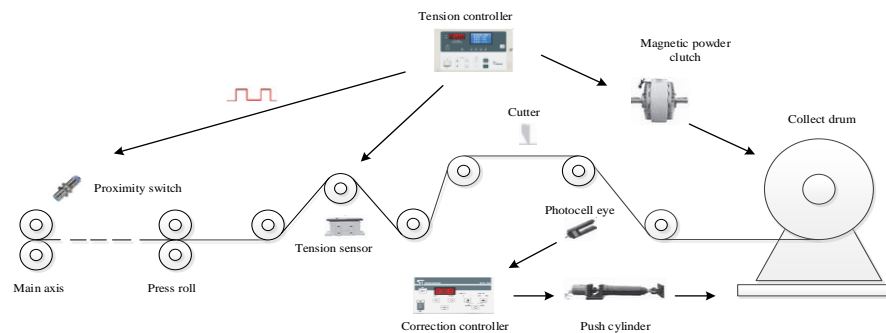 Tension controller
Magnetic powder
clutch
Cutter
Collect drum
Proximity switch
Photocell eye
Tension sensor
Main axis
Press roll
Correction controller
Push cylinder